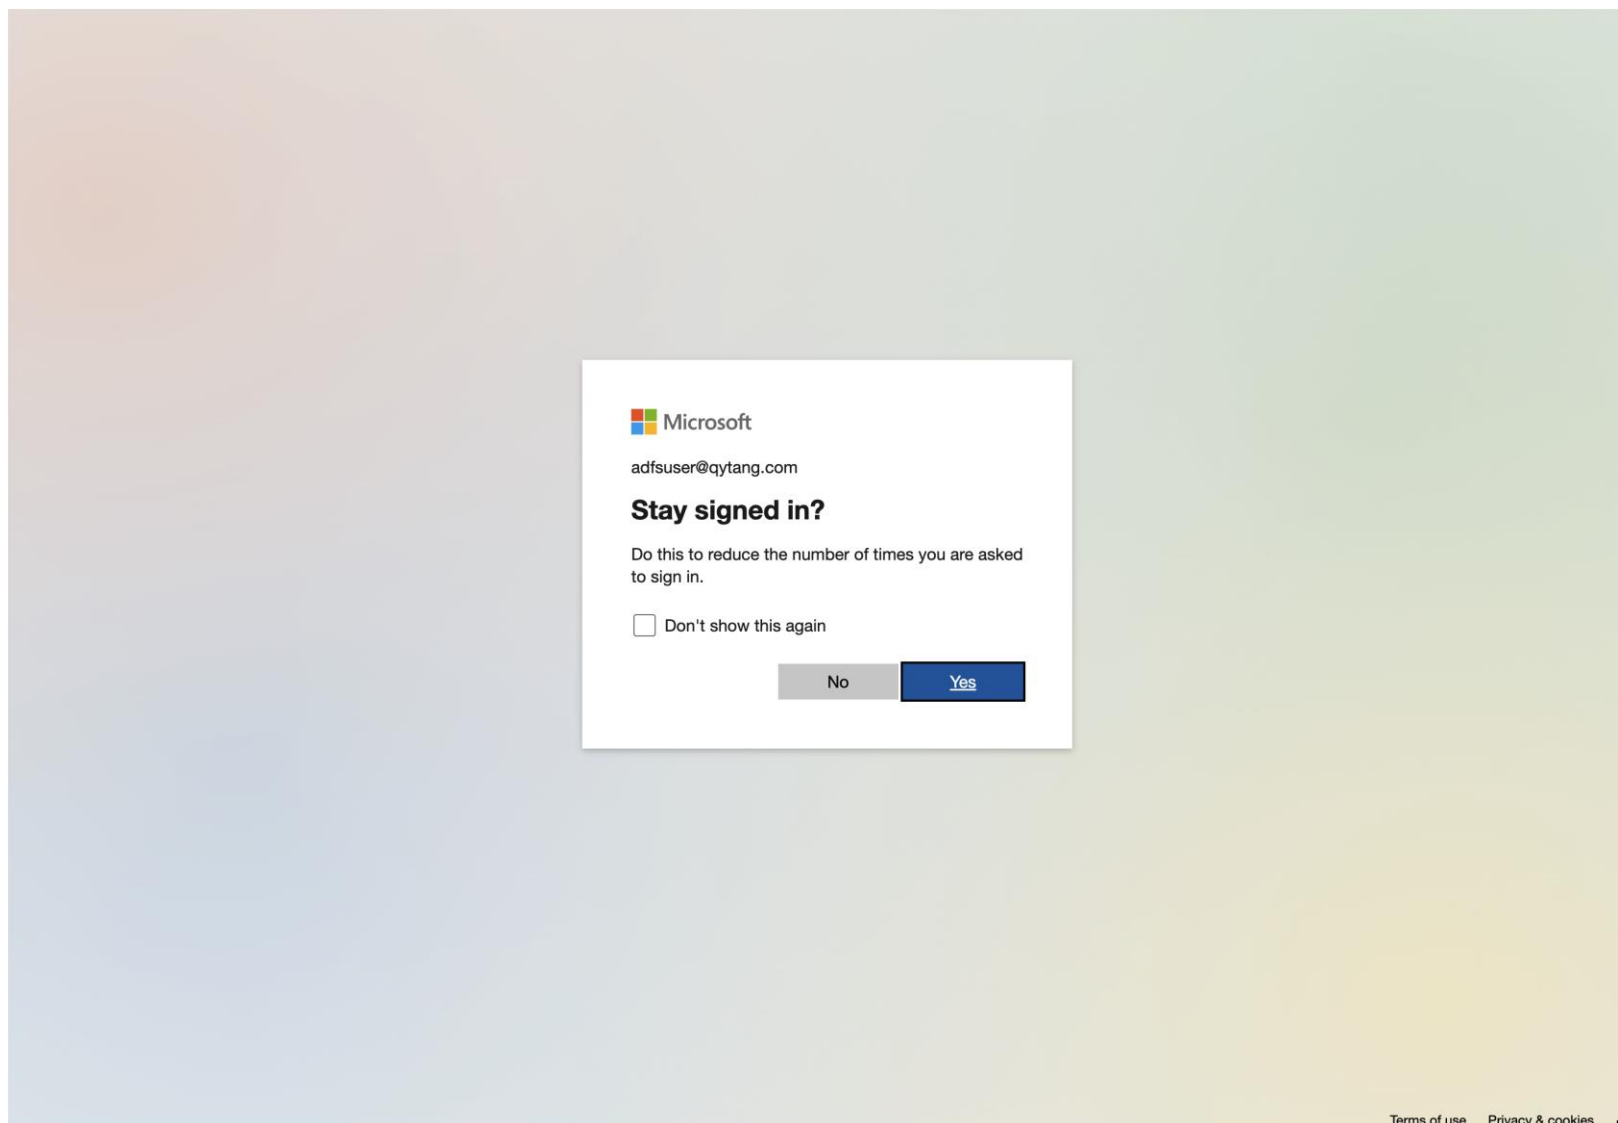 Microsoft
adfsuser@qytang.com
Stay signed in?
Do this to reduce the number of times you are asked
to sign in.
Don't show this again
No Yes
Terms of use Privacy & cookies